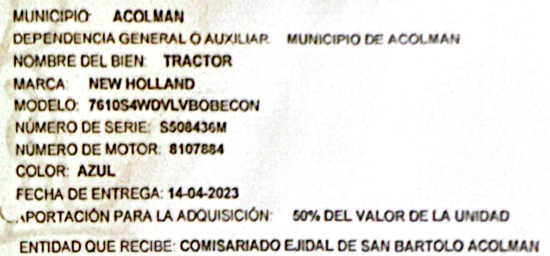 MUNICIPIO: ACOLMAN
DEPENDENCIA GENERAL O AUXILIAR: MUNICIPIO DE ACOLMAN
NOMBRE DEL BIEN: TRACTOR
MARCA: NEW HOLLAND
MODELO: 7610S4WDVLVBOBECON
NÚMERO DE SERIE: S508436M
NÚMERO DE MOTOR: 8107884
COLOR: AZUL
FECHA DE ENTREGA: 14-04-2023
APORTACIÓN PARA LA ADQUISICIÓN: 50% DEL VALOR DE LA UNIDAD
ENTIDAD QUE RECIBE: COMISARIADO EJIDAL DE SAN BARTOLO ACOLMAN